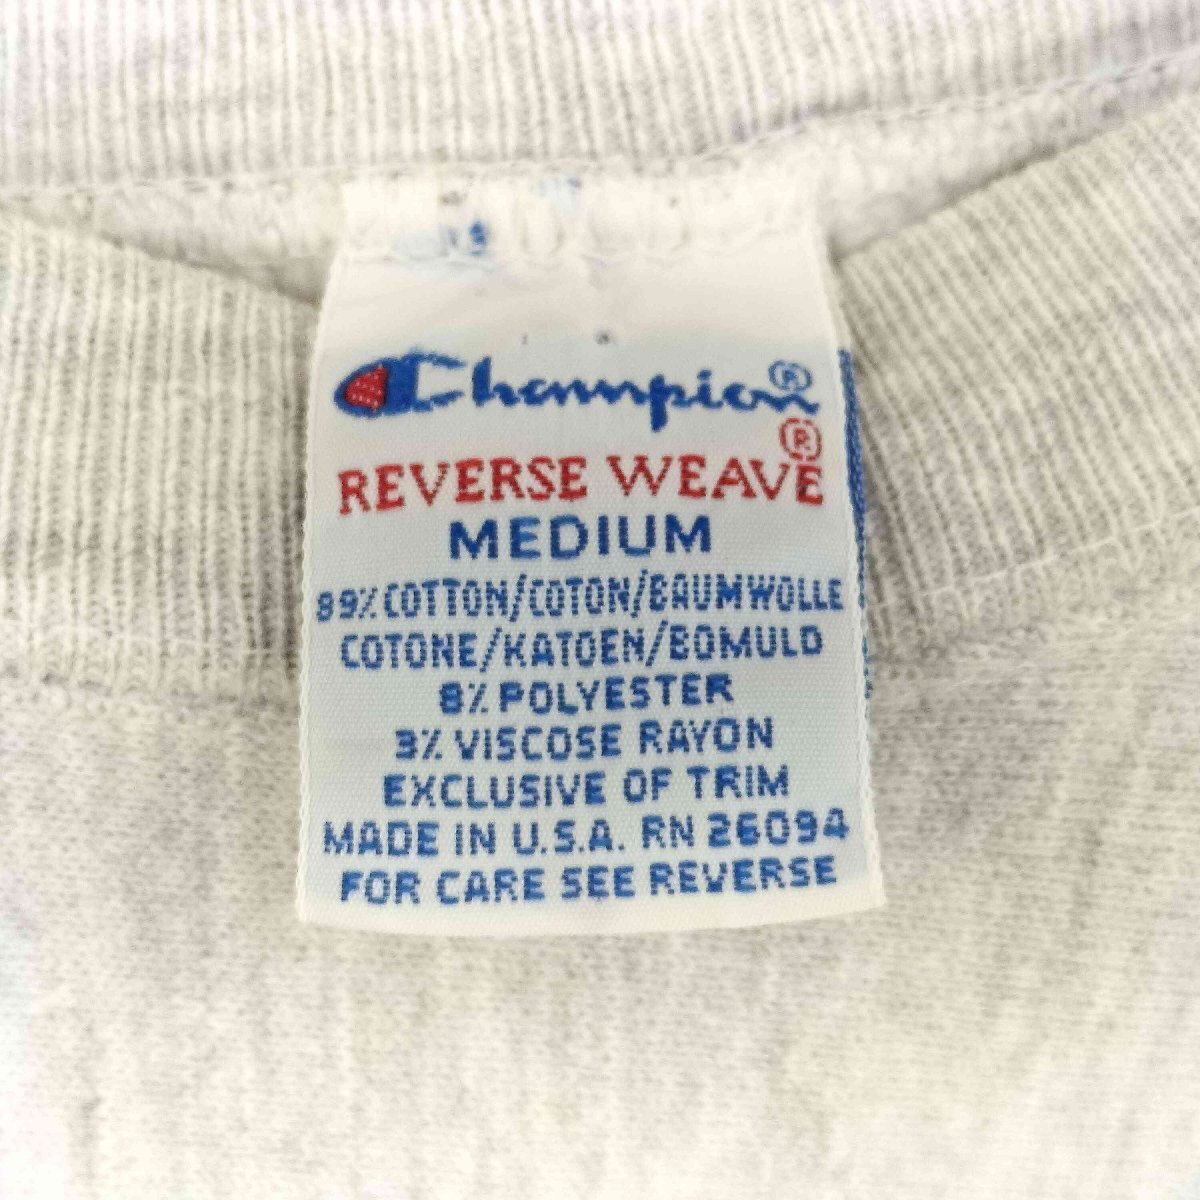 Champion®
REVERSE WEAVE®
MEDIUM
89% COTTON/COTON/BAUMWOLLE
COTONE/KATOEN/BOMULD
8% POLYESTER
3% VISCOSE RAYON
EXCLUSIVE OF TRIM
MADE IN U.S.A. RN 26094
FOR CARE SEE REVERSE